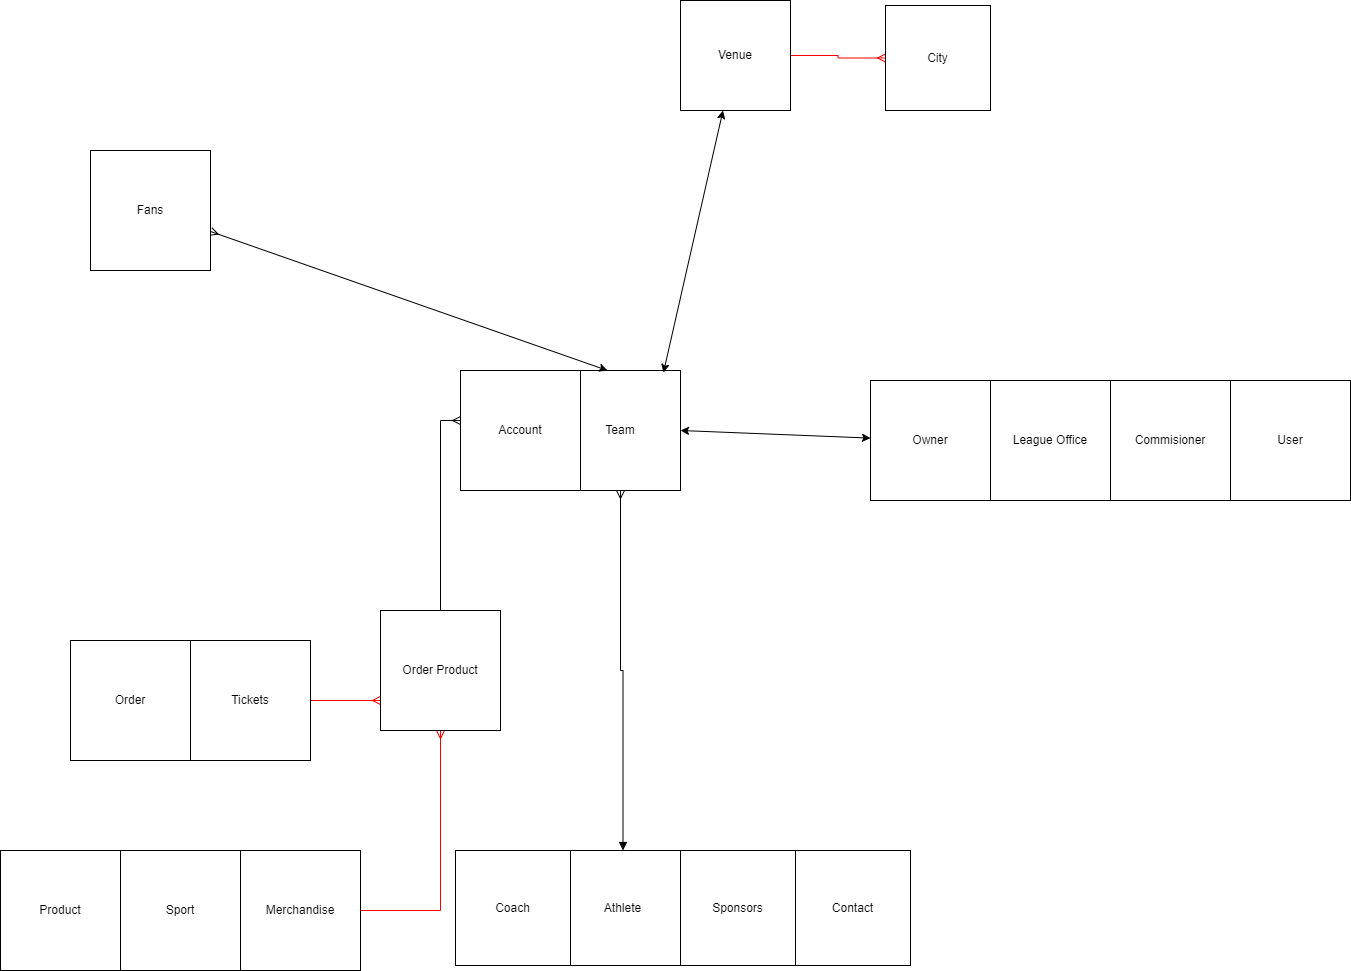 Venue
City
Fans
Account
Team
Owner
League Office
Commisioner
User
Order Product
Order
Tickets
Product
Sport
Merchandise
Coach
Athlete
Sponsors
Contact